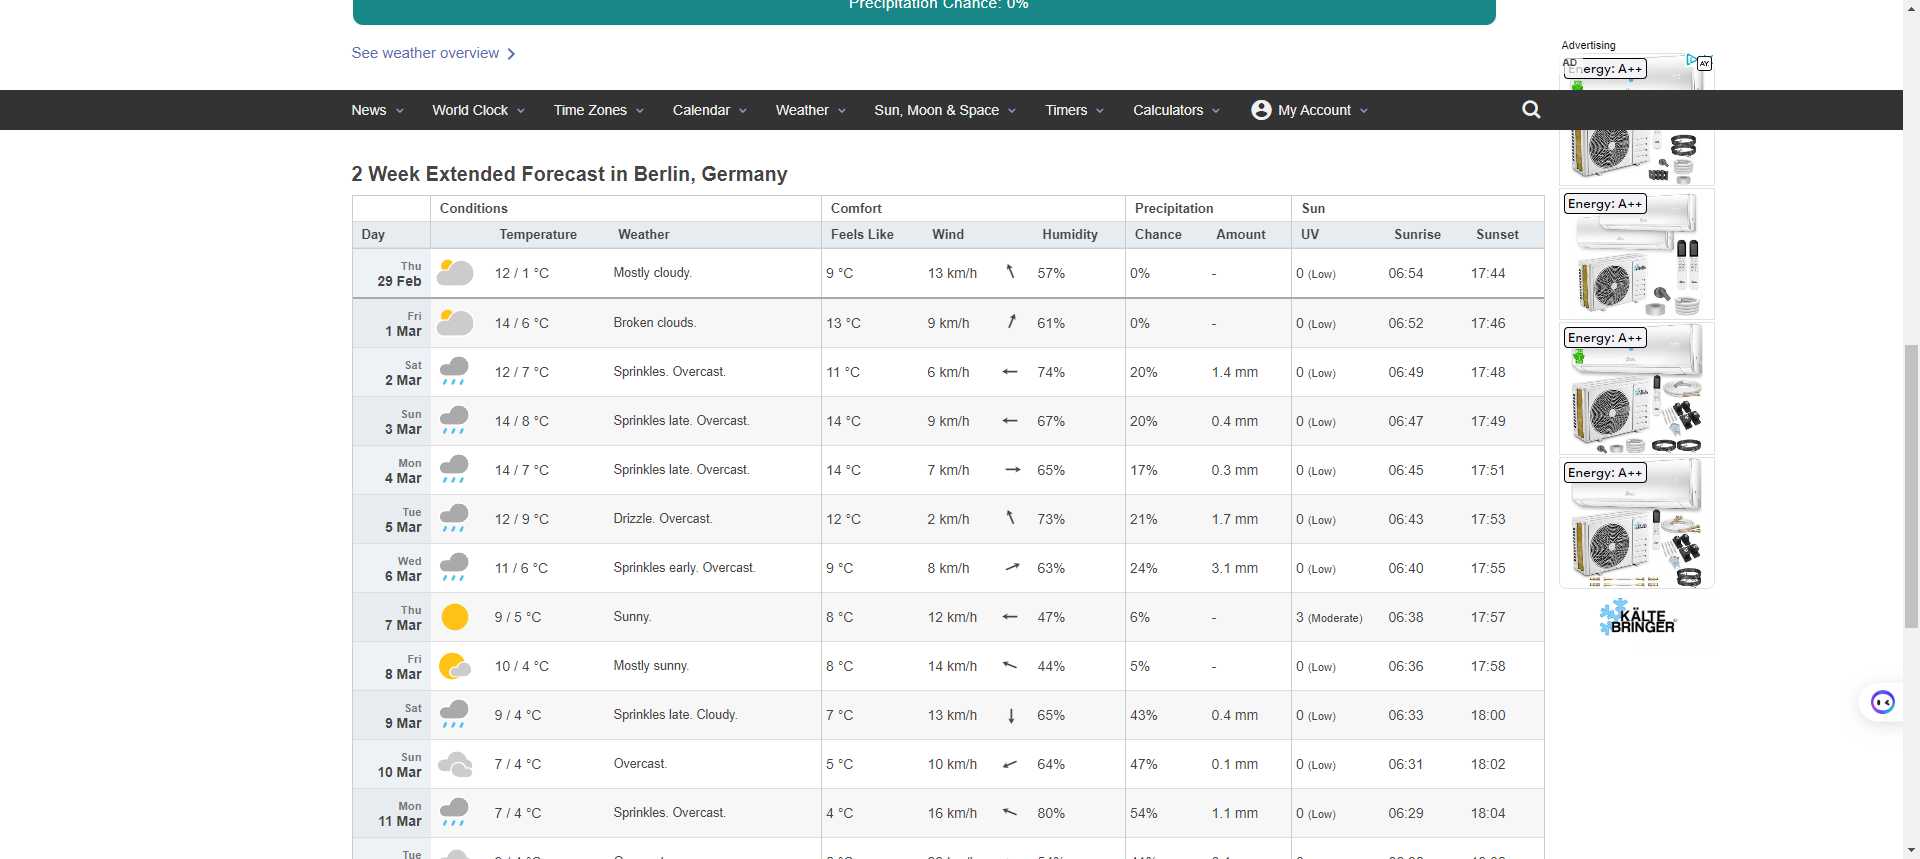 Precipitation Chance: 0%
See weather overview
Advertising
AD
Energy: A++
AY
News World Clock Time Zones Calendar Weather Sun, Moon & Space Timers Calculators My Account
2 Week Extended Forecast in Berlin, Germany
Conditions Comfort Precipitation Sun
Day Temperature Weather Feels Like Wind Humidity Chance Amount UV Sunrise Sunset
Thu
29 Feb 12 / 1 °C Mostly cloudy. 9 °C 13 km/h 57% 0% - 0 (Low) 06:54 17:44
Fri
1 Mar 14 / 6 °C Broken clouds. 13 °C 9 km/h 61% 0% - 0 (Low) 06:52 17:46
Sat
2 Mar 12 / 7 °C Sprinkles. Overcast. 11 °C 6 km/h 74% 20% 1.4 mm 0 (Low) 06:49 17:48
Sun
3 Mar 14 / 8 °C Sprinkles late. Overcast. 14 °C 9 km/h 67% 20% 0.4 mm 0 (Low) 06:47 17:49
Mon
4 Mar 14 / 7 °C Sprinkles late. Overcast. 14 °C 7 km/h 65% 17% 0.3 mm 0 (Low) 06:45 17:51
Tue
5 Mar 12 / 9 °C Drizzle. Overcast. 12 °C 2 km/h 73% 21% 1.7 mm 0 (Low) 06:43 17:53
Wed
6 Mar 11 / 6 °C Sprinkles early. Overcast. 9 °C 8 km/h 63% 24% 3.1 mm 0 (Low) 06:40 17:55
Thu
7 Mar 9 / 5 °C Sunny. 8 °C 12 km/h 47% 6% - 3 (Moderate) 06:38 17:57
Fri
8 Mar 10 / 4 °C Mostly sunny. 8 °C 14 km/h 44% 5% - 0 (Low) 06:36 17:58
Sat
9 Mar 9 / 4 °C Sprinkles late. Cloudy. 7 °C 13 km/h 65% 43% 0.4 mm 0 (Low) 06:33 18:00
Sun
10 Mar 7 / 4 °C Overcast. 5 °C 10 km/h 64% 47% 0.1 mm 0 (Low) 06:31 18:02
Mon
11 Mar 7 / 4 °C Sprinkles. Overcast. 4 °C 16 km/h 80% 54% 1.1 mm 0 (Low) 06:29 18:04
Tue
Energy: A++
Energy: A++
Energy: A++
KÄLTE
BRINGER